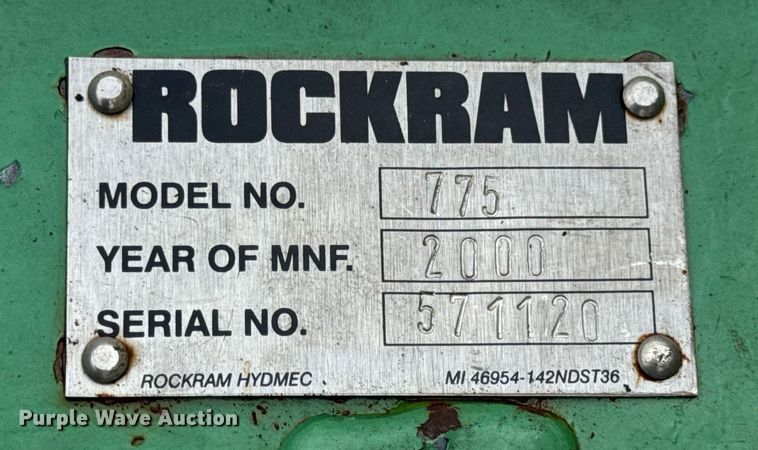 ROCKRAM
MODEL NO. 775
YEAR OF MNF. 2000
SERIAL NO. 571120
ROCKRAM HYDMEC MI 46954-142NDST36
Purple Wave Auction